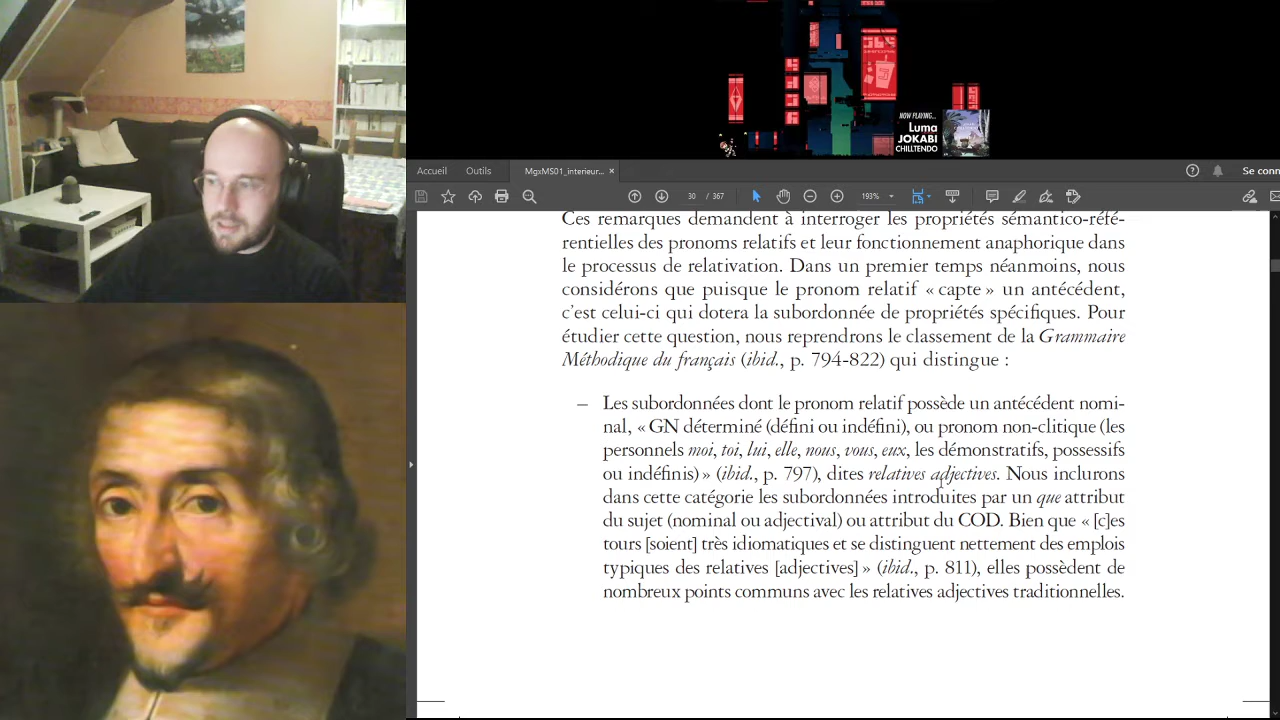 NOW PLAYING...
Luma
JOKABI
CHILLTENDO
Accueil
Outils
MgxMS01_interieur... ×
Se conn
30 / 367
193%
Ces remarques demandent à interroger les propriétés sémantico-réfé-
rentielles des pronoms relatifs et leur fonctionnement anaphorique dans
le processus de relativation. Dans un premier temps néanmoins, nous
considérons que puisque le pronom relatif « capte » un antécédent,
c'est celui-ci qui dotera la subordonnée de propriétés spécifiques. Pour
étudier cette question, nous reprendrons le classement de la Grammaire
Méthodique du français (ibid., p. 794-822) qui distingue :
– Les subordonnées dont le pronom relatif possède un antécédent nomi-
nal, « GN déterminé (défini ou indéfini), ou pronom non-clitique (les
personnels moi, toi, lui, elle, nous, vous, eux, les démonstratifs, possessifs
ou indéfinis) » (ibid., p. 797), dites relatives adjectives. Nous inclurons
dans cette catégorie les subordonnées introduites par un que attribut
du sujet (nominal ou adjectival) ou attribut du COD. Bien que « [c]es
tours [soient] très idiomatiques et se distinguent nettement des emplois
typiques des relatives [adjectives] » (ibid., p. 811), elles possèdent de
nombreux points communs avec les relatives adjectives traditionnelles.